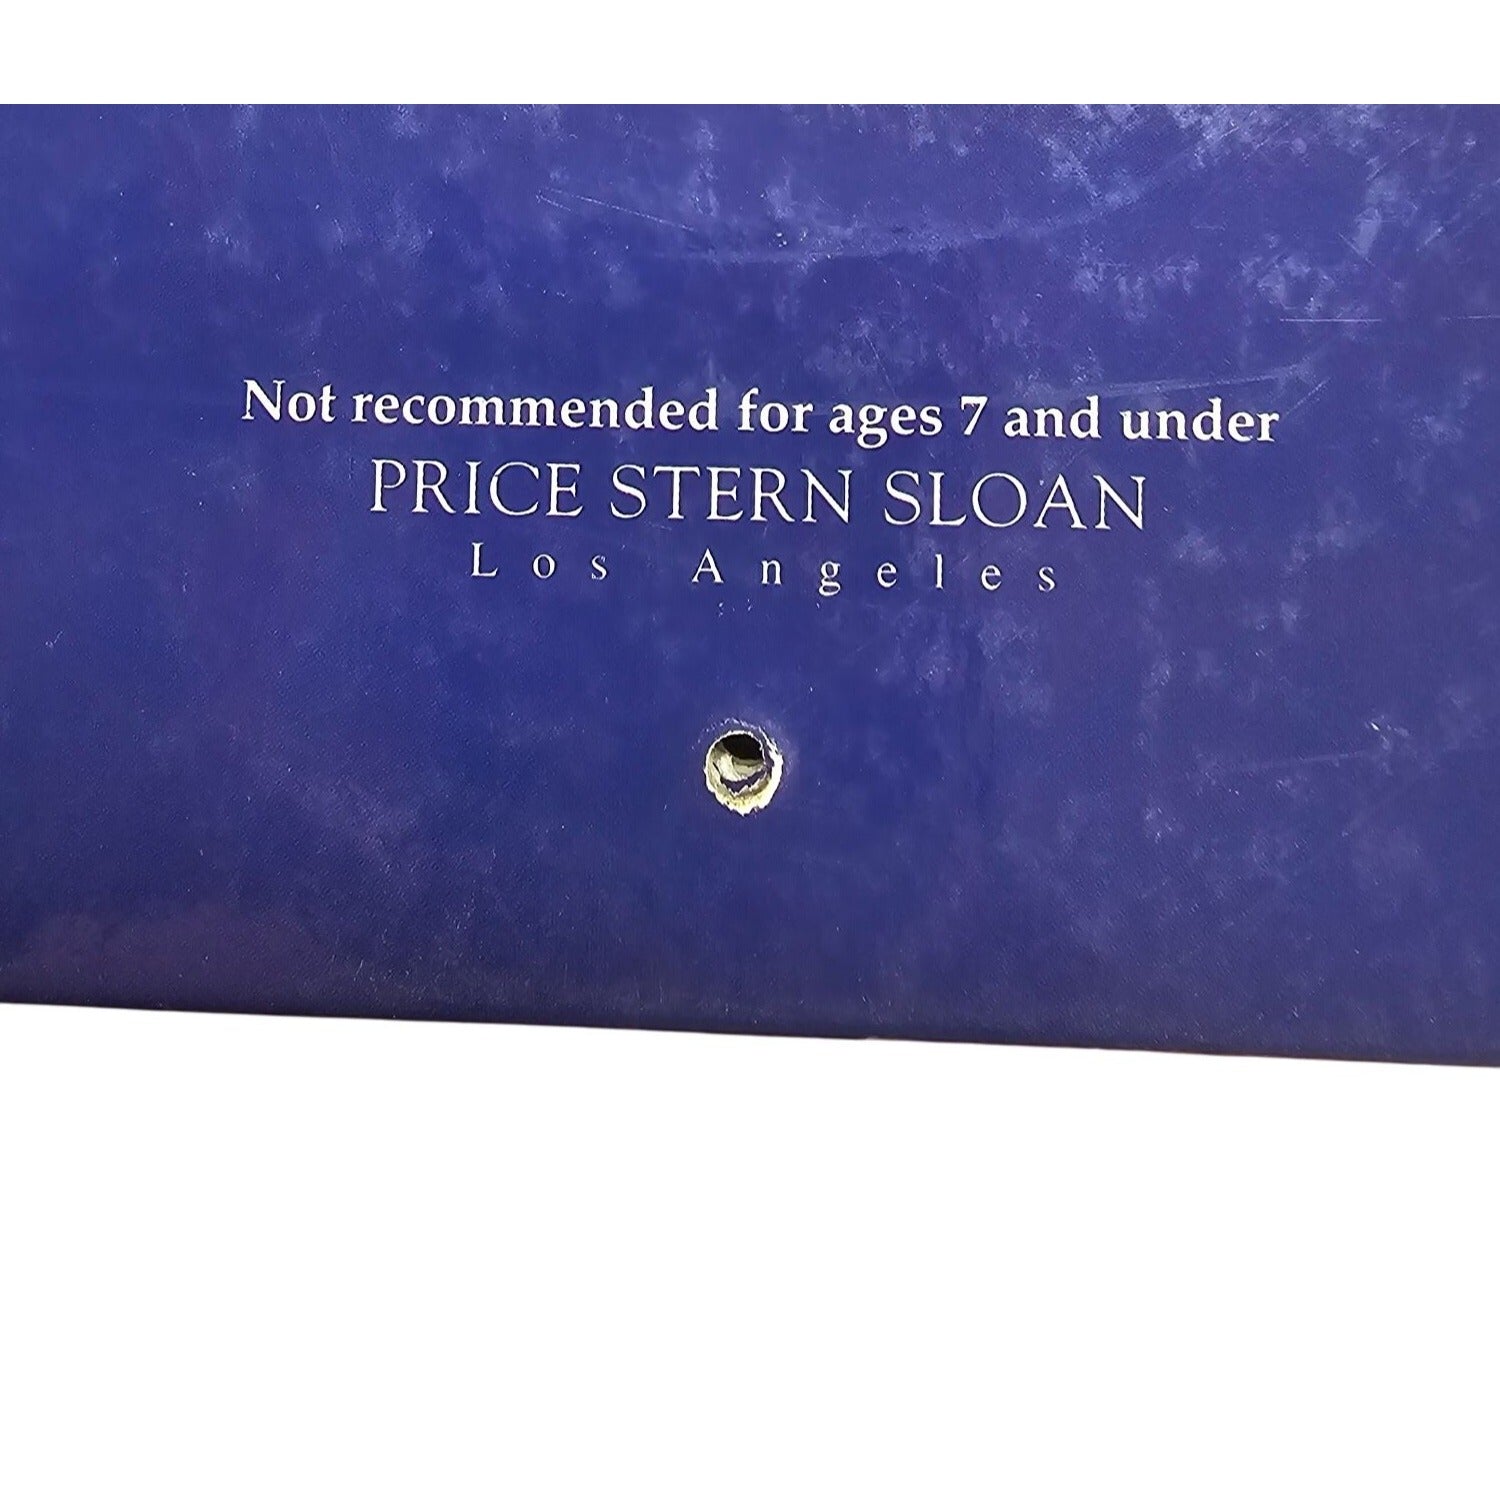 Not recommended for ages 7 and under
PRICE STERN SLOAN
Los Angeles